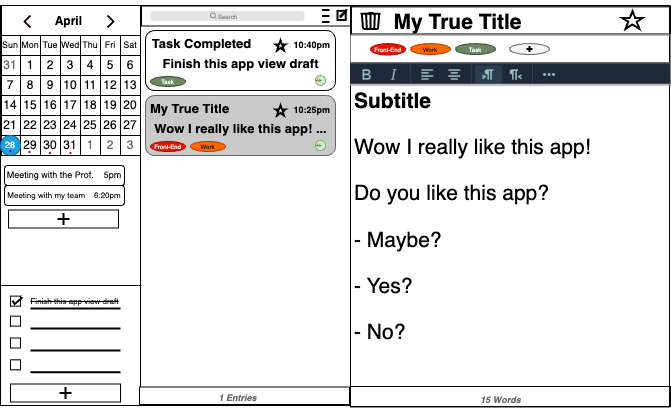 April
Sun Mon Tue Wed Thu Fri Sat
31 1 2 3 4 5 6
7 8 9 10 11 12 13
14 15 16 17 18 19 20
21 22 23 24 25 26 27
28 29 30 31 1 2 3
Meeting with the Prof. 5pm
Meeting with my team 6:20pm
+
Finish this app view draft
+
Search
Task Completed 10:40pm
Finish this app view draft
Task
My True Title 10:25pm
Wow I really like this app! ...
Front-End Work
1 Entries
My True Title
Front-End Work Task +
B I ¶ ¶ ...
Subtitle
Wow I really like this app!
Do you like this app?
- Maybe?
- Yes?
- No?
15 Words